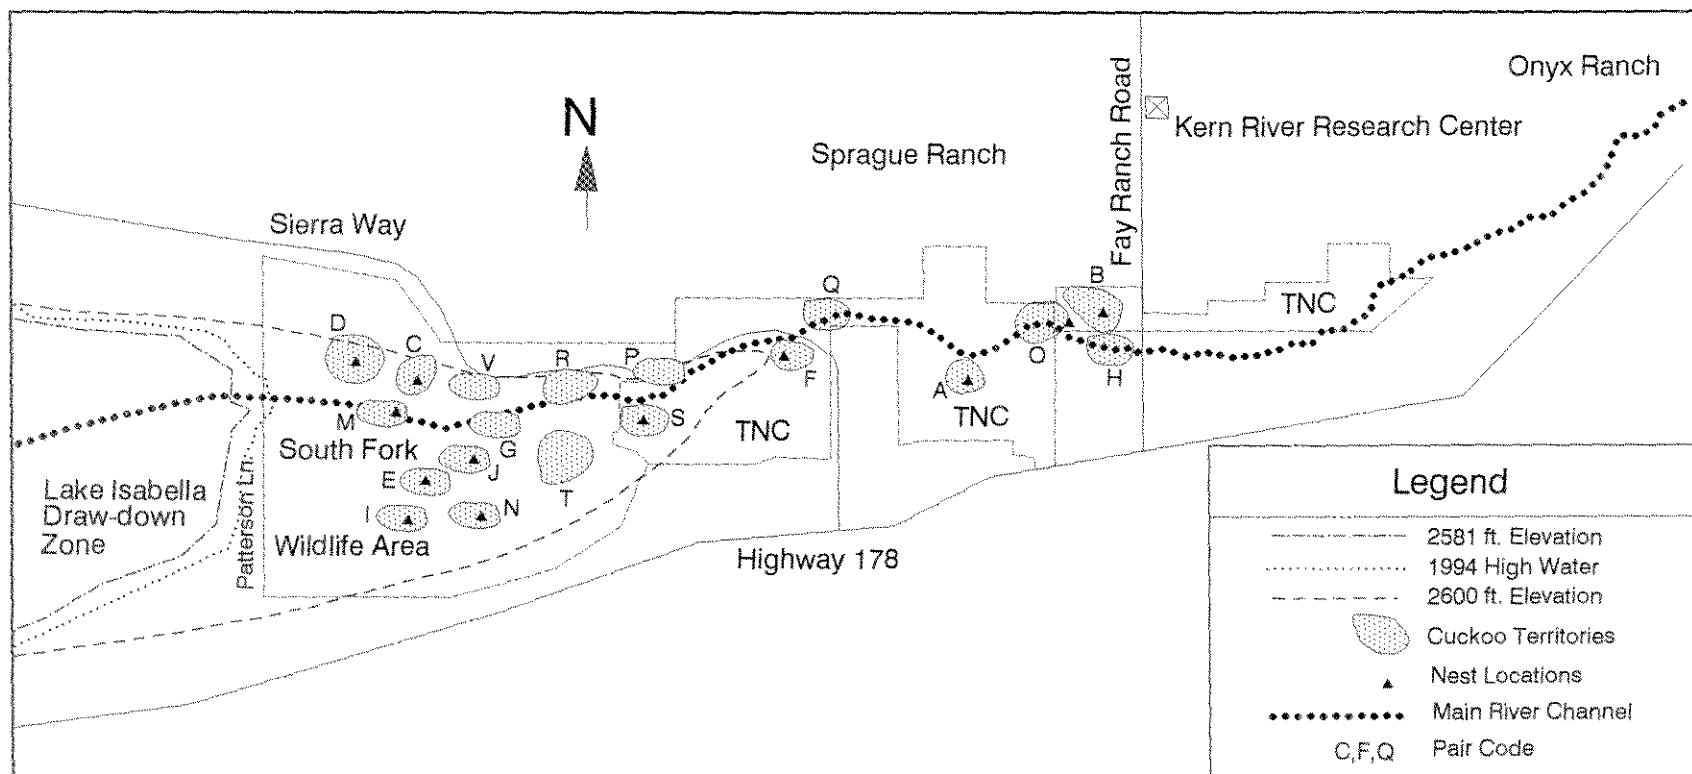 Onyx Ranch
N
Kern River Research Center
Sprague Ranch
Fay Ranch Road
Sierra Way
B
Q
TNC
D
C
V
R
P
F
O
H
A
M
S
TNC
TNC
South Fork
G
J
E
T
I
N
Wildlife Area
Lake Isabella
Draw-down
Zone
Patterson Ln.
Highway 178
Legend
2581 ft. Elevation
1994 High Water
2600 ft. Elevation
Cuckoo Territories
Nest Locations
Main River Channel
C,F,Q Pair Code